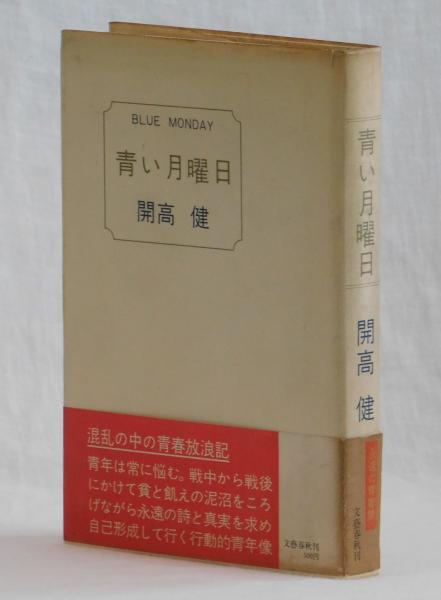 BLUE MONDAY
青い月曜日
開高 健
混乱の中の青春放浪記
青年は常に悩む。戦中から戦後
にかけて貧と飢えの泥沼をころ
げながら永遠の詩と真実を求め
自己形成して行く行動的青年像
青い月曜日
開高 健
文藝春秋刊
500円
文藝春秋刊